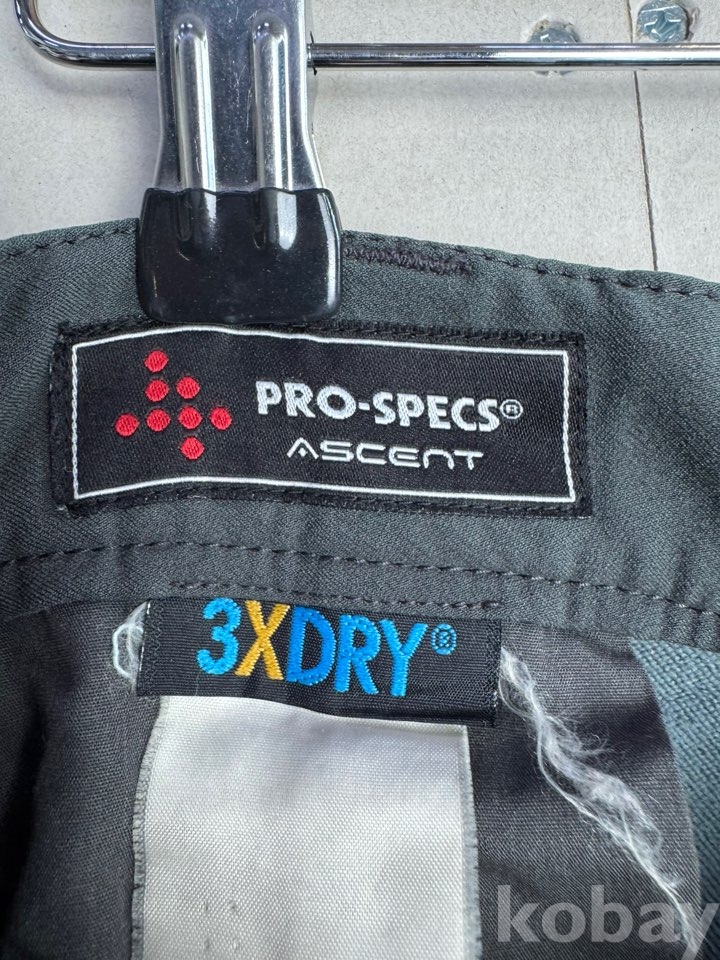 PRO-SPECS®
ASCENT
3XDRY®
kobay